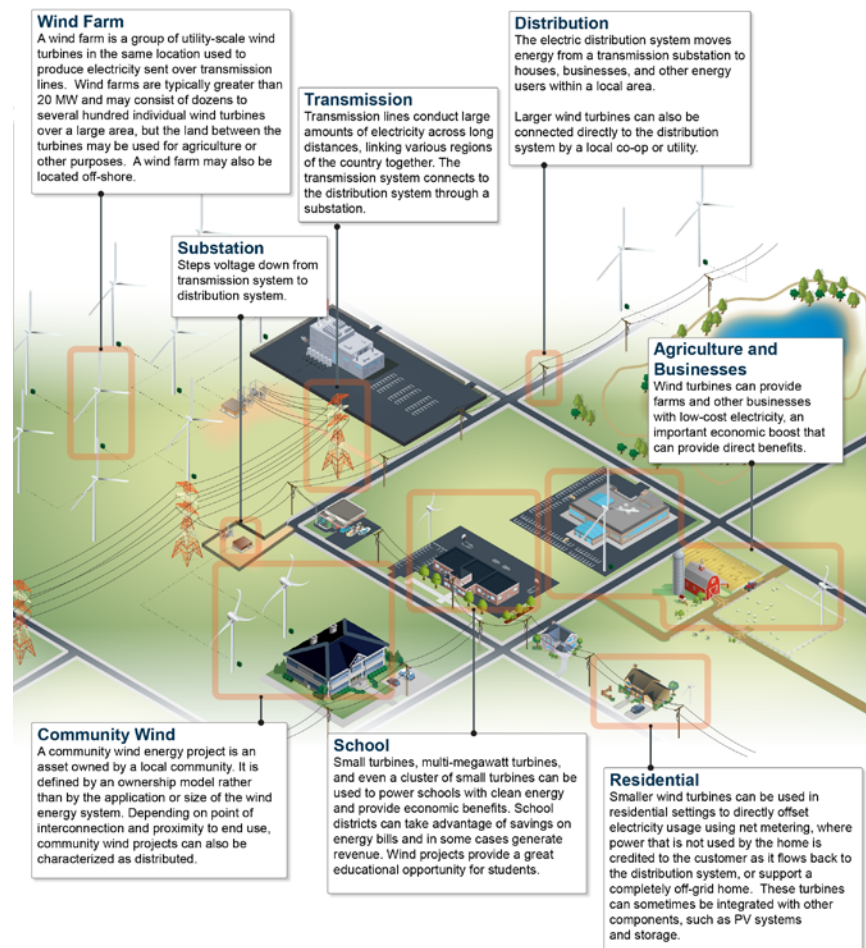 Wind Farm
A wind farm is a group of utility-scale wind
turbines in the same location used to
produce electricity sent over transmission
lines. Wind farms are typically greater than
20 MW and may consist of dozens to
several hundred individual wind turbines
over a large area, but the land between the
turbines may be used for agriculture or
other purposes. A wind farm may also be
located off-shore.
Transmission
Transmission lines conduct large
amounts of electricity across long
distances, linking various regions
of the country together. The
transmission system connects to
the distribution system through a
substation.
Distribution
The electric distribution system moves
energy from a transmission substation to
houses, businesses, and other energy
users within a local area.
Larger wind turbines can also be
connected directly to the distribution
system by a local co-op or utility.
Substation
Steps voltage down from
transmission system to
distribution system.
Agriculture and
Businesses
Wind turbines can provide
farms and other businesses
with low-cost electricity, an
important economic boost that
can provide direct benefits.
Community Wind
A community wind energy project is an
asset owned by a local community. It is
defined by an ownership model rather
than by the application or size of the wind
energy system. Depending on point of
interconnection and proximity to end use,
community wind projects can also be
characterized as distributed.
School
Small turbines, multi-megawatt turbines,
and even a cluster of small turbines can be
used to power schools with clean energy
and provide economic benefits. School
districts can take advantage of savings on
energy bills and in some cases generate
revenue. Wind projects provide a great
educational opportunity for students.
Residential
Smaller wind turbines can be used in
residential settings to directly offset
electricity usage using net metering, where
power that is not used by the home is
credited to the customer as it flows back to
the distribution system, or support a
completely off-grid home. These turbines
can sometimes be integrated with other
components, such as PV systems
and storage.